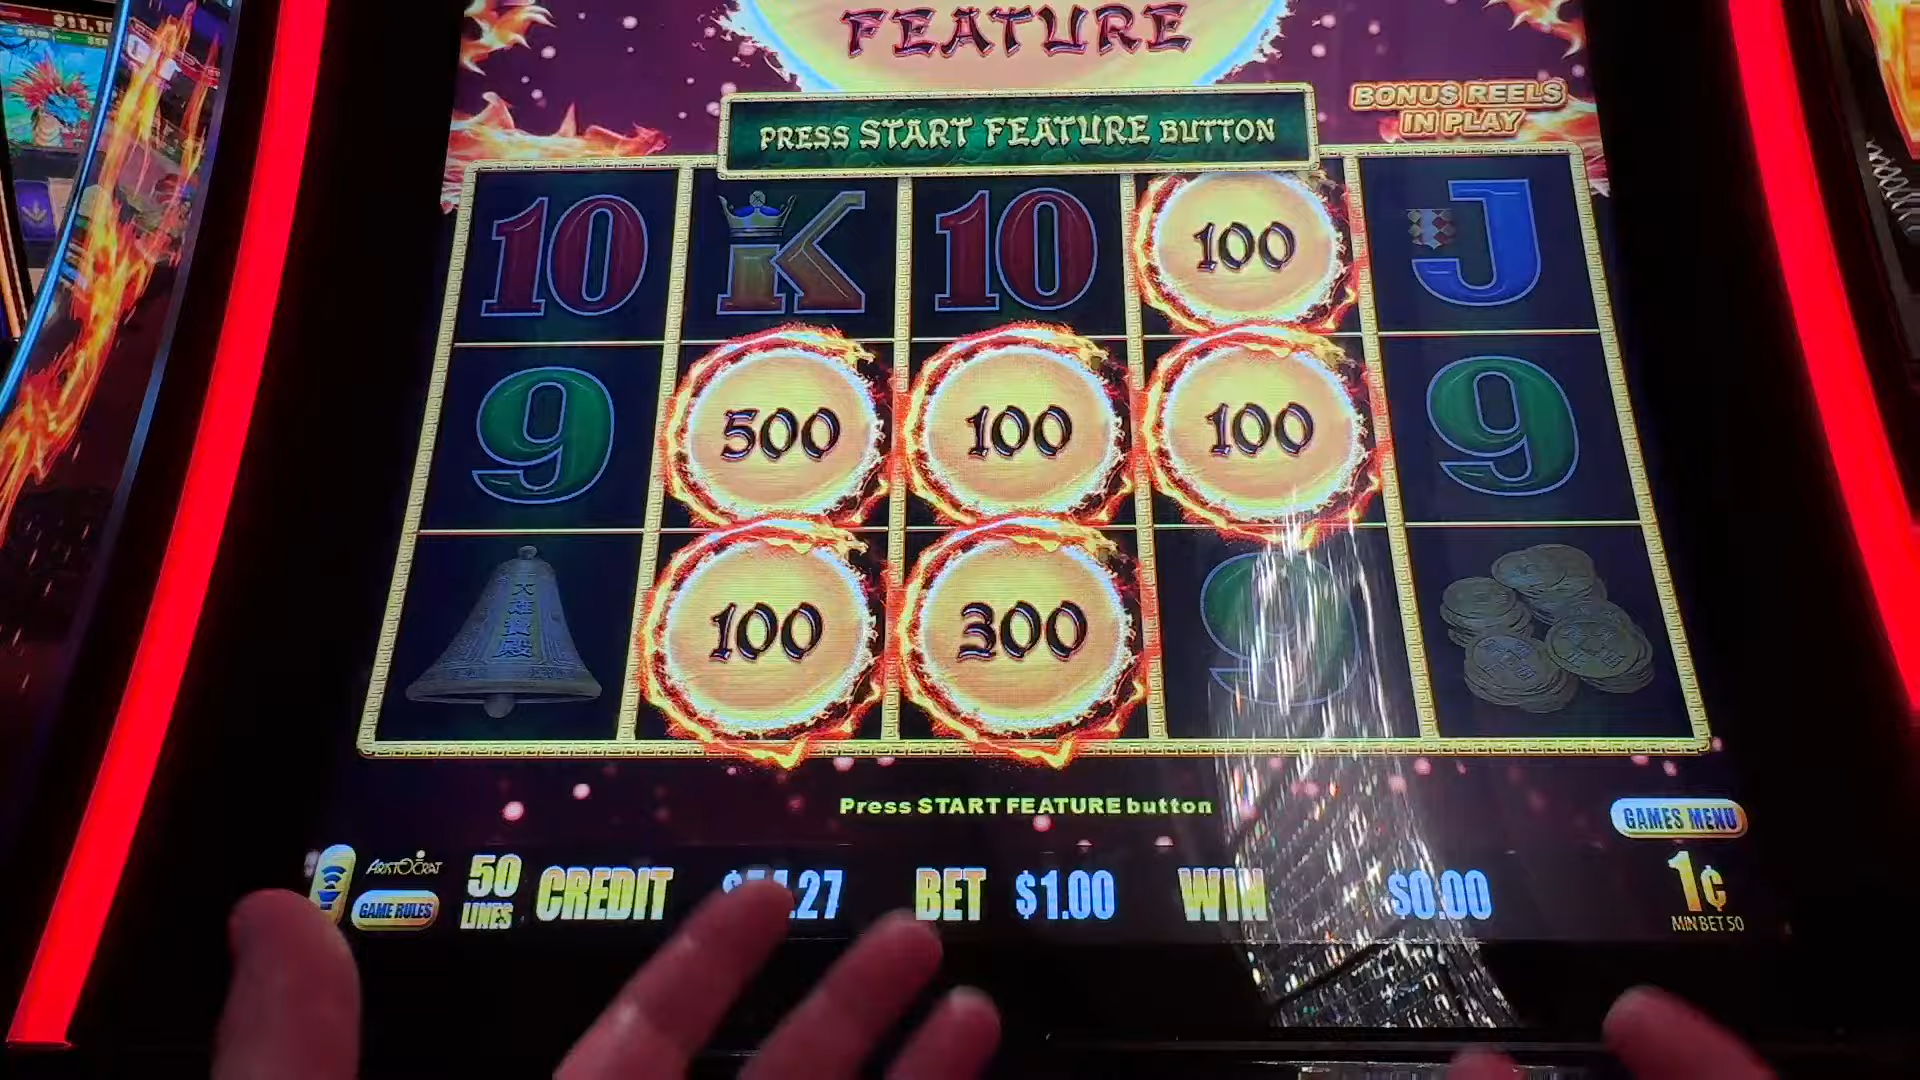 FEATURE
PRESS START FEATURE BUTTON
BONUS REELS
IN PLAY
10 K 10 100 J
9 500 100 100 9
100 300 9
Press START FEATURE button
GAMES MENU
ARISTOCRAT
GAME RULES
50
LINES
CREDIT
.27
BET $1.00
WIN $0.00
1¢
MIN BET 50